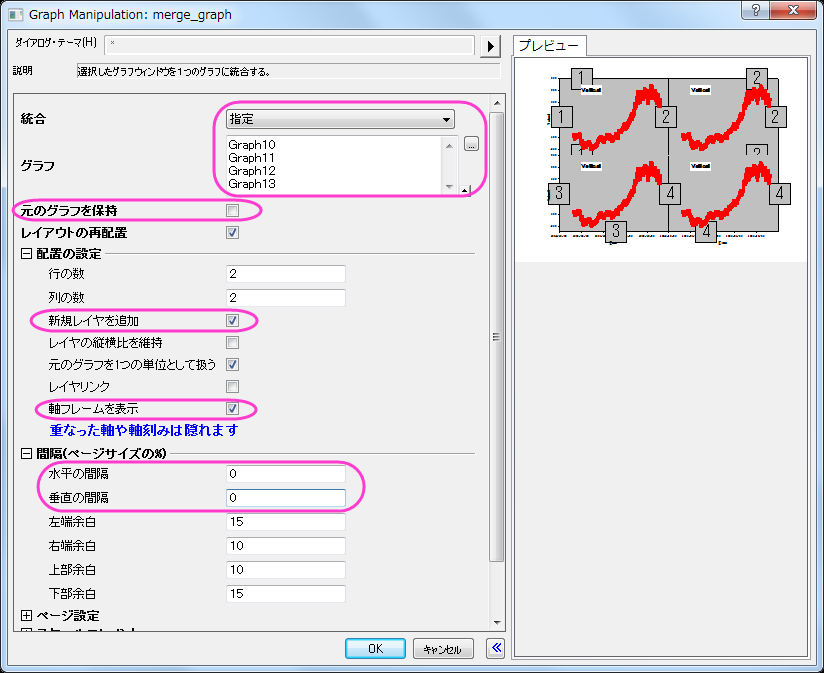 Graph Manipulation: merge_graph
ダイアログ・テーマ(H) *
説明 選択したグラフウィンドウを1つのグラフに統合する。
統合 指定
グラフ
Graph10
Graph11
Graph12
Graph13
...
元のグラフを保持
レイアウトの再配置
配置の設定
行の数 2
列の数 2
新規レイヤを追加
レイヤの縦横比を維持
元のグラフを1つの単位として扱う
レイヤリンク
軸フレームを表示
重なった軸や軸刻みは隠れます
間隔(ページサイズの%)
水平の間隔 0
垂直の間隔 0
左端余白 15
右端余白 10
上部余白 10
下部余白 15
ページ設定
OK キャンセル
プレビュー
1 2
1 2 2
3 4 4
3 4